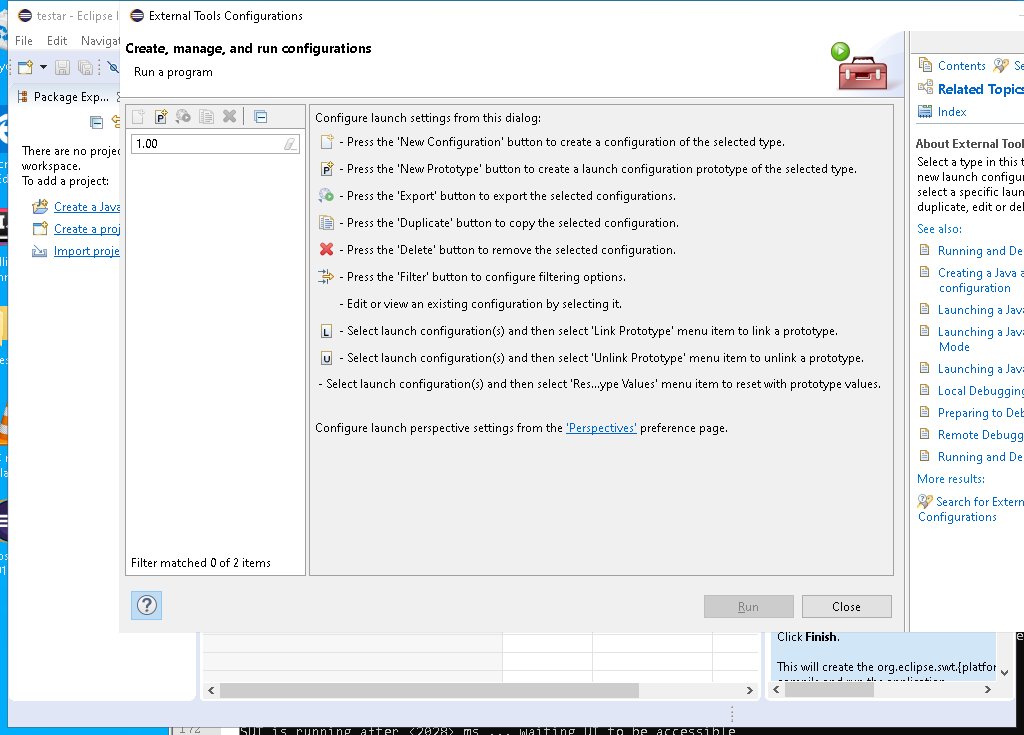 testar - Eclipse I
External Tools Configurations
File Edit Navigat
Create, manage, and run configurations
Run a program
Package Exp...
There are no projec
workspace.
To add a project:
Create a Java
Create a proj
Import proje
1.00
Filter matched 0 of 2 items
Configure launch settings from this dialog:
- Press the 'New Configuration' button to create a configuration of the selected type.
- Press the 'New Prototype' button to create a launch configuration prototype of the selected type.
- Press the 'Export' button to export the selected configurations.
- Press the 'Duplicate' button to copy the selected configuration.
- Press the 'Delete' button to remove the selected configuration.
- Press the 'Filter' button to configure filtering options.
- Edit or view an existing configuration by selecting it.
- Select launch configuration(s) and then select 'Link Prototype' menu item to link a prototype.
- Select launch configuration(s) and then select 'Unlink Prototype' menu item to unlink a prototype.
- Select launch configuration(s) and then select 'Res...ype Values' menu item to reset with prototype values.
Configure launch perspective settings from the 'Perspectives' preference page.
Run
Close
Contents Se
Related Topics
Index
About External Tool
Select a type in this t
new launch configur
select a specific laun
duplicate, edit or del
See also:
Running and De
Creating a Java a
configuration
Launching a Java
Launching a Java
Mode
Launching a Java
Local Debugging
Preparing to Deb
Remote Debugg
Running and De
More results:
Search for Extern
Configurations
Click Finish.
This will create the org.eclipse.swt.{platfor
compile and run the application
172
SUT is running after <2028> ms ... waiting UI to be accessible